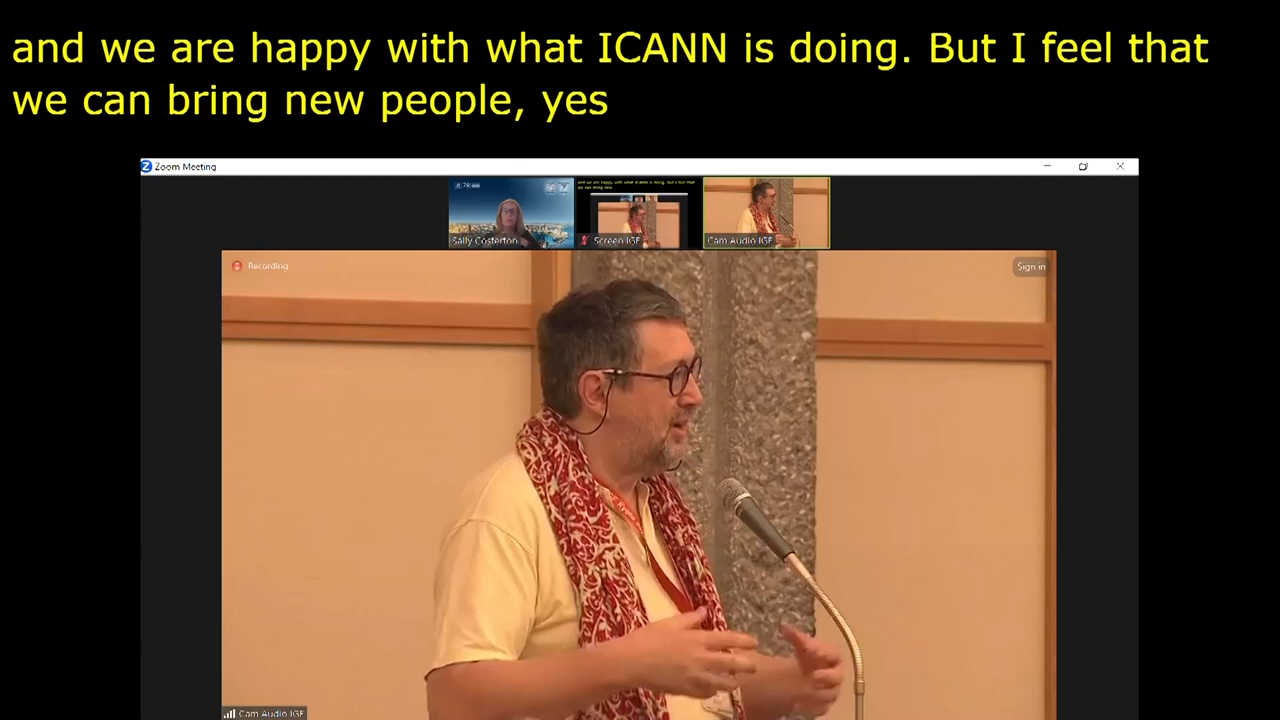 and we are happy with what ICANN is doing. But I feel that
we can bring new people, yes
Zoom Meeting
Sally Costerton
Screen IGF
Cam Audio IGF
Recording
Sign in
Cam Audio IGF